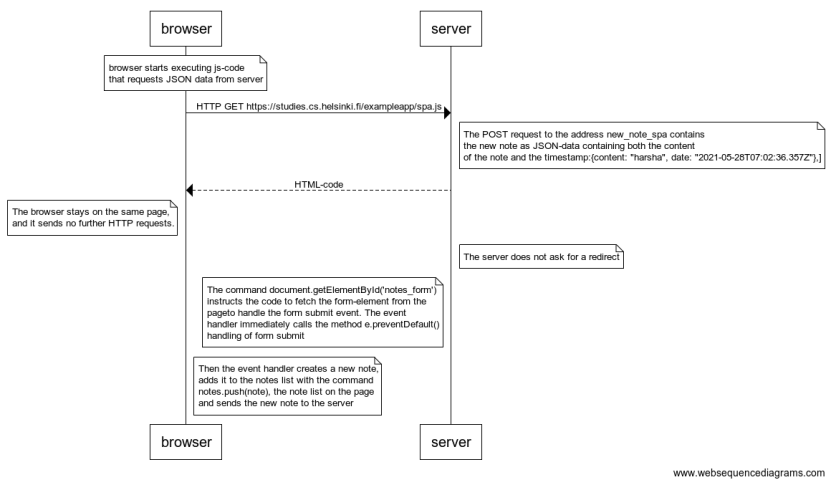 browser
server
browser starts executing js-code
that requests JSON data from server
HTTP GET https://studies.cs.helsinki.fi/exampleapp/spa.js
The POST request to the address new_note_spa contains
the new note as JSON-data containing both the content
of the note and the timestamp:{content: "harsha", date: "2021-05-28T07:02:36.357Z"},]
HTML-code
The browser stays on the same page,
and it sends no further HTTP requests.
The server does not ask for a redirect
The command document.getElementById('notes_form')
instructs the code to fetch the form-element from the
pageto handle the form submit event. The event
handler immediately calls the method e.preventDefault()
handling of form submit
Then the event handler creates a new note,
adds it to the notes list with the command
notes.push(note), the note list on the page
and sends the new note to the server
browser
server
www.websequencediagrams.com